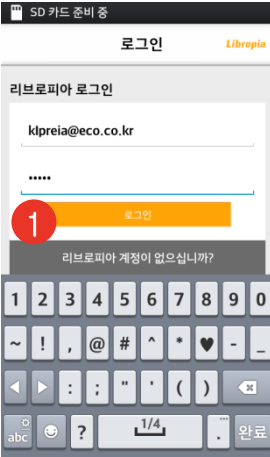 SD 카드 준비 중
로그인
Libropia
리브로피아 로그인
klpreia@eco.co.kr
•••••
1
로그인
리브로피아 계정이 없으십니까?
1 2 3 4 5 6 7 8 9 0
~ ! , @ # ^ * ♥ - _
: ; " ' ( )
abc ? 1/4 . 완료